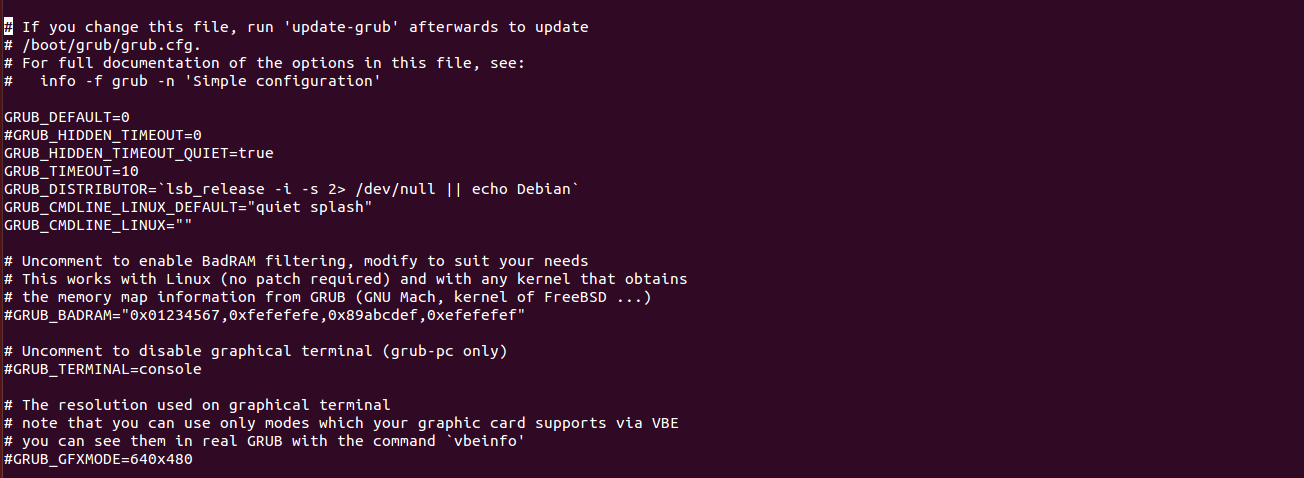 # If you change this file, run 'update-grub' afterwards to update
# /boot/grub/grub.cfg.
# For full documentation of the options in this file, see:
#   info -f grub -n 'Simple configuration'

GRUB_DEFAULT=0
#GRUB_HIDDEN_TIMEOUT=0
GRUB_HIDDEN_TIMEOUT_QUIET=true
GRUB_TIMEOUT=10
GRUB_DISTRIBUTOR=`lsb_release -i -s 2> /dev/null || echo Debian`
GRUB_CMDLINE_LINUX_DEFAULT="quiet splash"
GRUB_CMDLINE_LINUX=""

# Uncomment to enable BadRAM filtering, modify to suit your needs
# This works with Linux (no patch required) and with any kernel that obtains
# the memory map information from GRUB (GNU Mach, kernel of FreeBSD ...)
#GRUB_BADRAM="0x01234567,0xfefefefe,0x89abcdef,0xefefefef"

# Uncomment to disable graphical terminal (grub-pc only)
#GRUB_TERMINAL=console

# The resolution used on graphical terminal
# note that you can use only modes which your graphic card supports via VBE
# you can see them in real GRUB with the command `vbeinfo'
#GRUB_GFXMODE=640x480